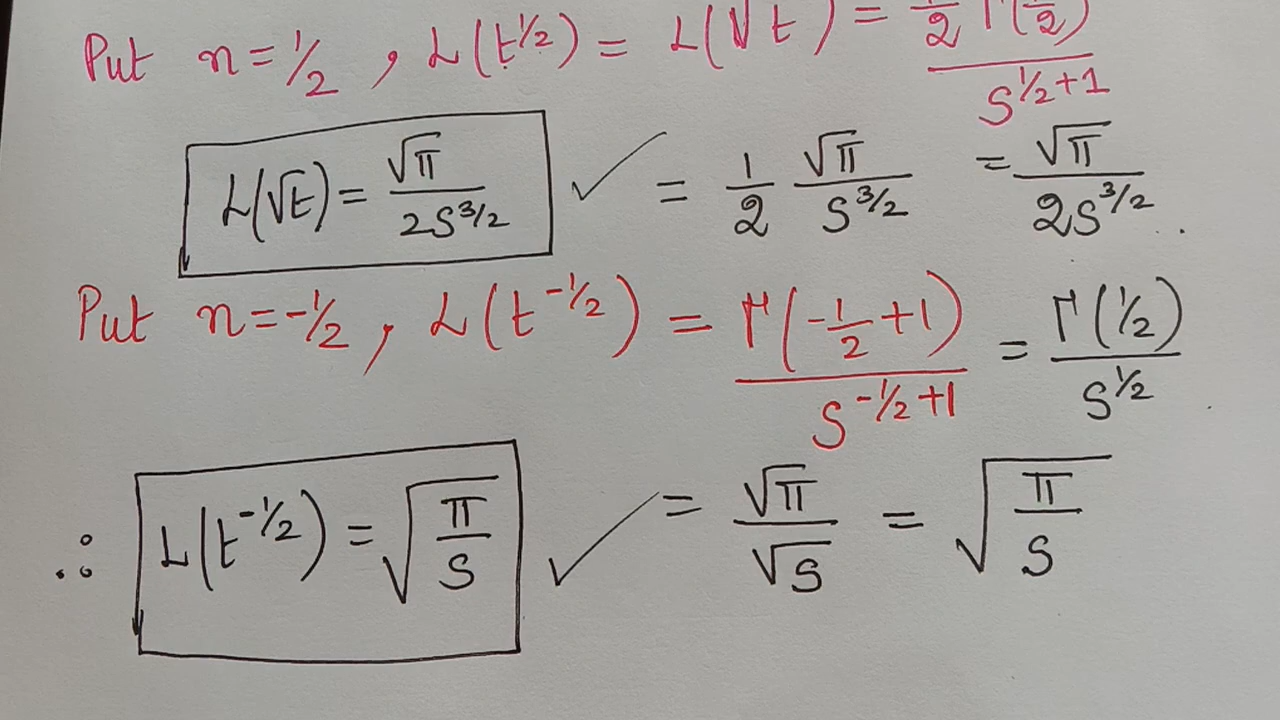 Put n=1/2, L(t^1/2) = L(√t) = 1/2 Γ(1/2) / S^1/2+1
L(√t) = √π / 2S^3/2 ✓ = 1/2 √π / S^3/2 = √π / 2S^3/2 .
Put n=-1/2, L(t^-1/2) = Γ(-1/2+1) / S^-1/2+1 = Γ(1/2) / S^1/2
∴ L(t^-1/2) = √(π/S) ✓ = √π / √S = √(π/S)